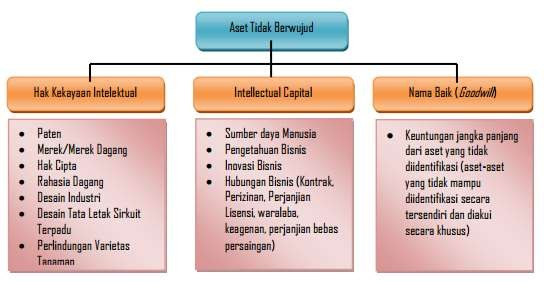 Aset Tidak Berwujud
Hak Kekayaan Intelektual
Intellectual Capital
Nama Baik (Goodwill)
• Paten
• Merek/Merek Dagang
• Hak Cipta
• Rahasia Dagang
• Desain Industri
• Desain Tata Letak Sirkuit
Terpadu
• Perlindungan Varietas
Tanaman
• Sumber daya Manusia
• Pengetahuan Bisnis
• Inovasi Bisnis
• Hubungan Bisnis (Kontrak,
Perizinan, Perjanjian
Lisensi, waralaba,
keagenan, perjanjian bebas
persaingan)
• Keuntungan jangka panjang
dari aset yang tidak
diidentifikasi (aset-aset
yang tidak mampu
diidentifikasi secara
tersendiri dan diakui
secara khusus)